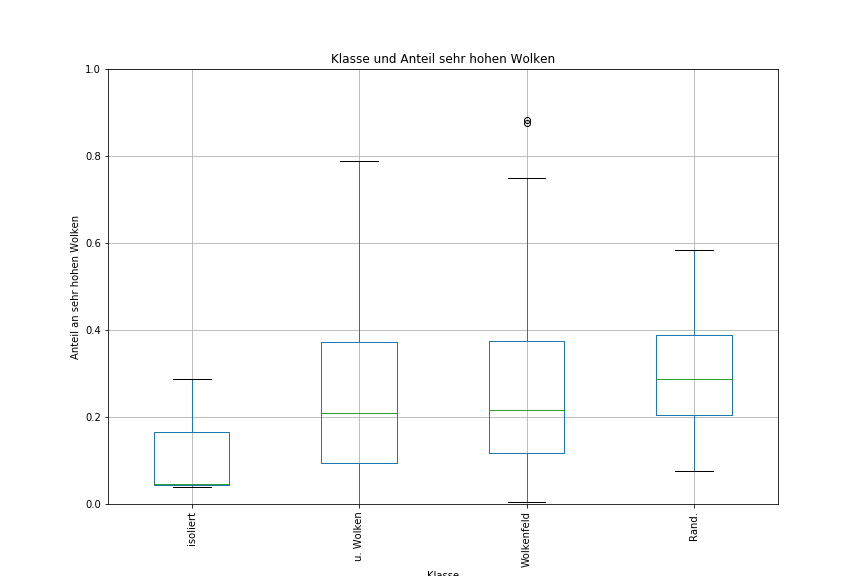 Klasse und Anteil sehr hohen Wolken
1.0
0.8
0.6
0.4
0.2
0.0
Anteil an sehr hohen Wolken
isoliert
u. Wolken
Wolkenfeld
Rand.
Klasse